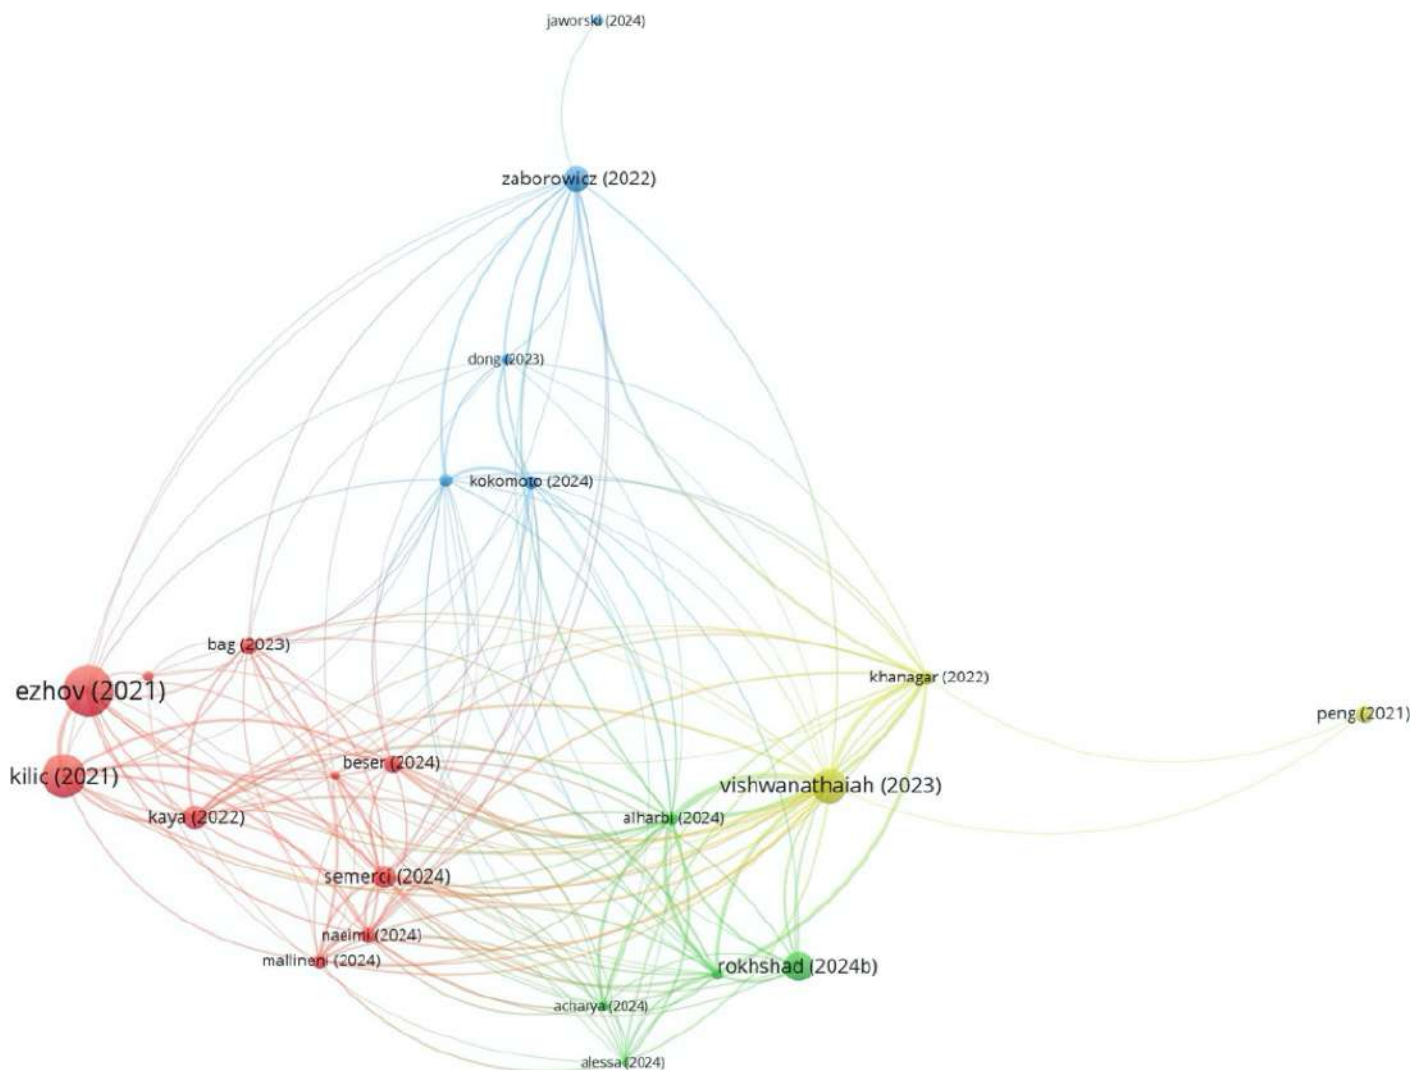 jaworski (2024)
zaborowicz (2022)
dong (2023)
kokomoto (2024)
bag (2023)
khanagar (2022)
ezhov (2021)
peng (2021)
beser (2024)
kilic (2021)
vishwanathaiah (2023)
kaya (2022)
alharbi (2024)
semerci (2024)
naeimi (2024)
mallineni (2024)
rokhshad (2024b)
acharya (2024)
alessa (2024)